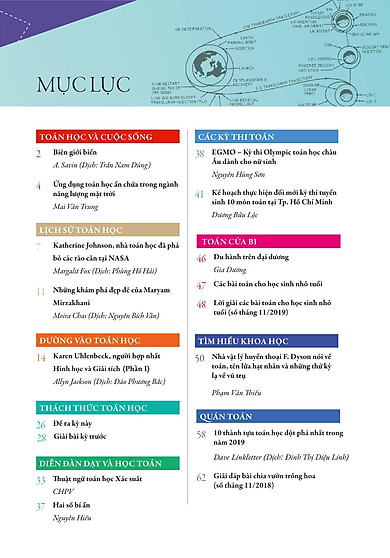 MỤC LỤC
TOÁN HỌC VÀ CUỘC SỐNG
2 Biên giới biển
A. Savin (Dịch: Trần Nam Dũng)
4 Ứng dụng toán học ẩn chứa trong ngành
năng lượng mặt trời
Mai Văn Trung
LỊCH SỬ TOÁN HỌC
7 Katherine Johnson, nhà toán học đã phá
bỏ các rào cản tại NASA
Margalit Fox (Dịch: Phùng Hồ Hải)
11 Những khám phá đẹp đẽ của Maryam
Mirzakhani
Moira Chas (Dịch: Nguyễn Bích Vân)
ĐƯỜNG VÀO TOÁN HỌC
14 Karen Uhlenbeck, người hợp nhất
Hình học và Giải tích (Phần I)
Allyn Jackson (Dịch: Đào Phương Bắc)
THÁCH THỨC TOÁN HỌC
26 Đề ra kỳ này
28 Giải bài kỳ trước
DIỄN ĐÀN DẠY VÀ HỌC TOÁN
33 Thuật ngữ toán học Xác suất
CHPV
37 Hai số bí ẩn
Nguyên Hiếu
CÁC KỲ THI TOÁN
38 EGMO – Kỳ thi Olympic toán học châu
Âu dành cho nữ sinh
Nguyễn Hùng Sơn
41 Kế hoạch thực hiện đổi mới kỳ thi tuyển
sinh 10 môn toán tại Tp. Hồ Chí Minh
Dương Bửu Lộc
TOÁN CỦA BI
46 Du hành trên đại dương
Gia Dương
47 Các bài toán cho học sinh nhỏ tuổi
48 Lời giải các bài toán cho học sinh nhỏ
tuổi (số tháng 11/2019)
TÌM HIỂU KHOA HỌC
50 Nhà vật lý huyền thoại F. Dyson nói về
toán, tên lửa hạt nhân và những thứ kỳ
lạ về vũ trụ
Phạm Văn Thiều
QUÁN TOÁN
58 10 thành tựu toán học đột phá nhất trong
năm 2019
Dave Linkletter (Dịch: Đinh Thị Diệu Linh)
62 Giải đáp bài chia vườn trồng hoa
(số tháng 11/2018)